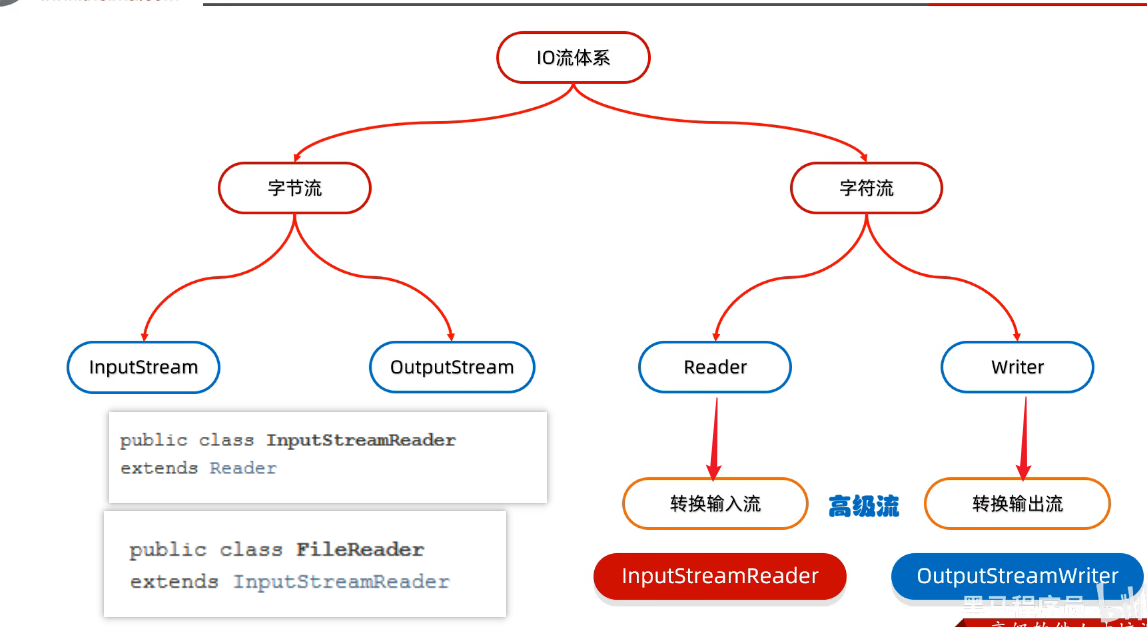 IO流体系
字节流
字符流
InputStream
OutputStream
Reader
Writer
public class InputStreamReader
extends Reader
转换输入流
高级流
转换输出流
public class FileReader
extends InputStreamReader
InputStreamReader
OutputStreamWriter
黑马程序员